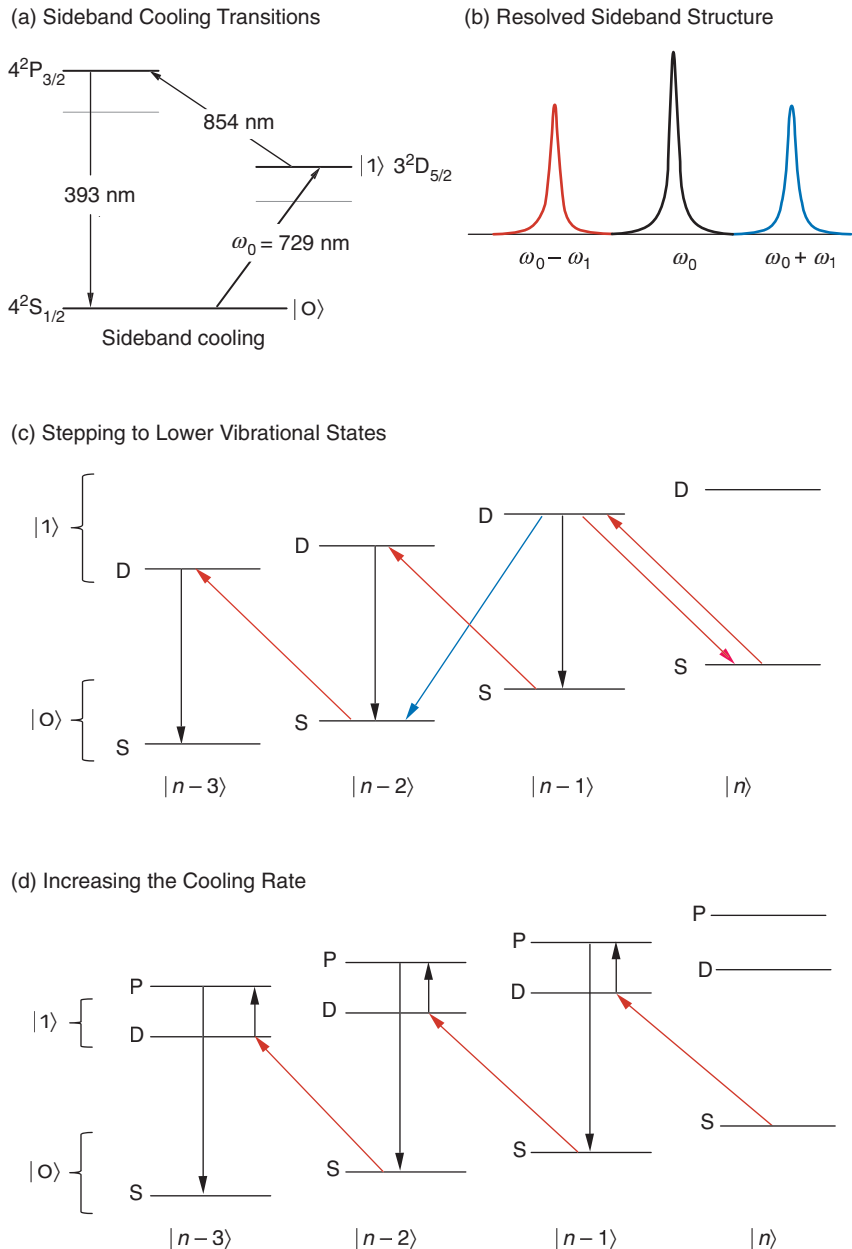 (a) Sideband Cooling Transitions
4²P₃/₂
854 nm
|1⟩ 3²D₅/₂
393 nm
ω₀ = 729 nm
4²S₁/₂
|O⟩
Sideband cooling
(b) Resolved Sideband Structure
ω₀ – ω₁
ω₀
ω₀ + ω₁
(c) Stepping to Lower Vibrational States
|1⟩
D
D
D
D
|O⟩
S
S
S
S
|n – 3⟩
|n – 2⟩
|n – 1⟩
|n⟩
(d) Increasing the Cooling Rate
P
P
P
P
|1⟩
D
D
D
D
|O⟩
S
S
S
S
|n – 3⟩
|n – 2⟩
|n – 1⟩
|n⟩